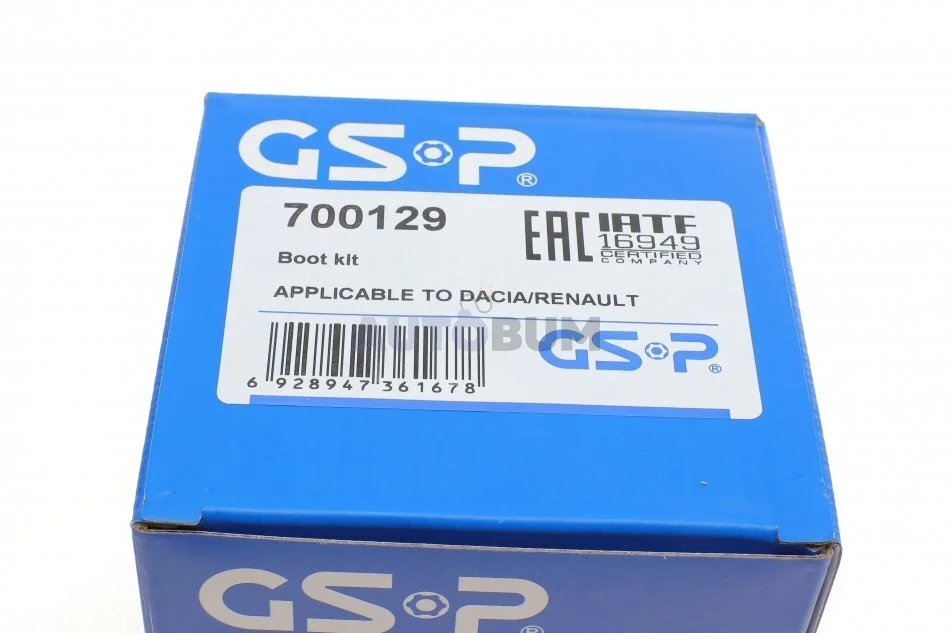 GSP®
700129
EAC
IATF
16949
CERTIFIED
COMPANY
Boot kit
APPLICABLE TO DACIA/RENAULT
AUTOBUM
GSP®
6 928947 361678
GSP®